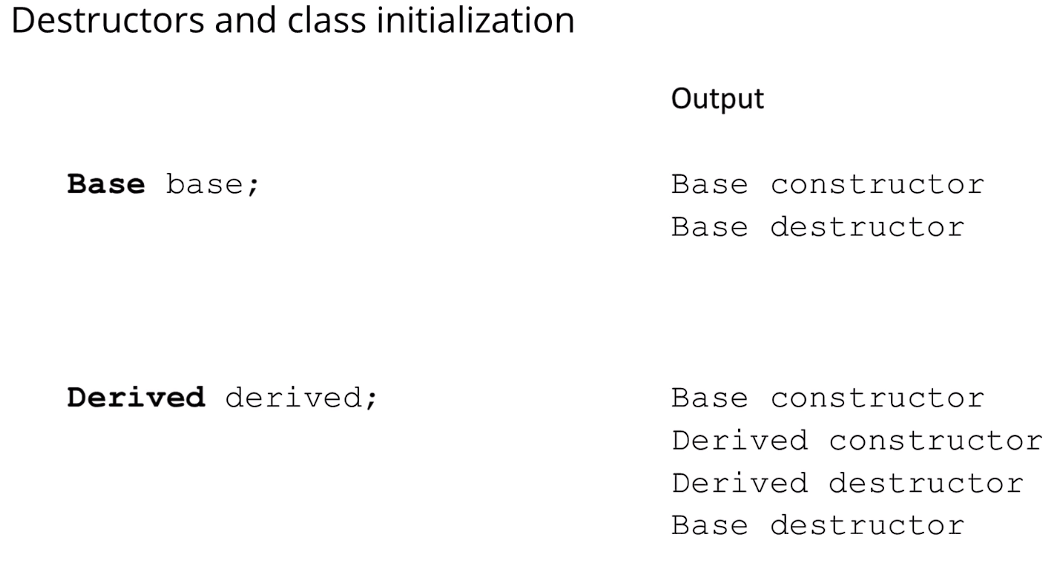 Destructors and class initialization
Output
Base base; Base constructor
Base destructor
Derived derived; Base constructor
Derived constructor
Derived destructor
Base destructor